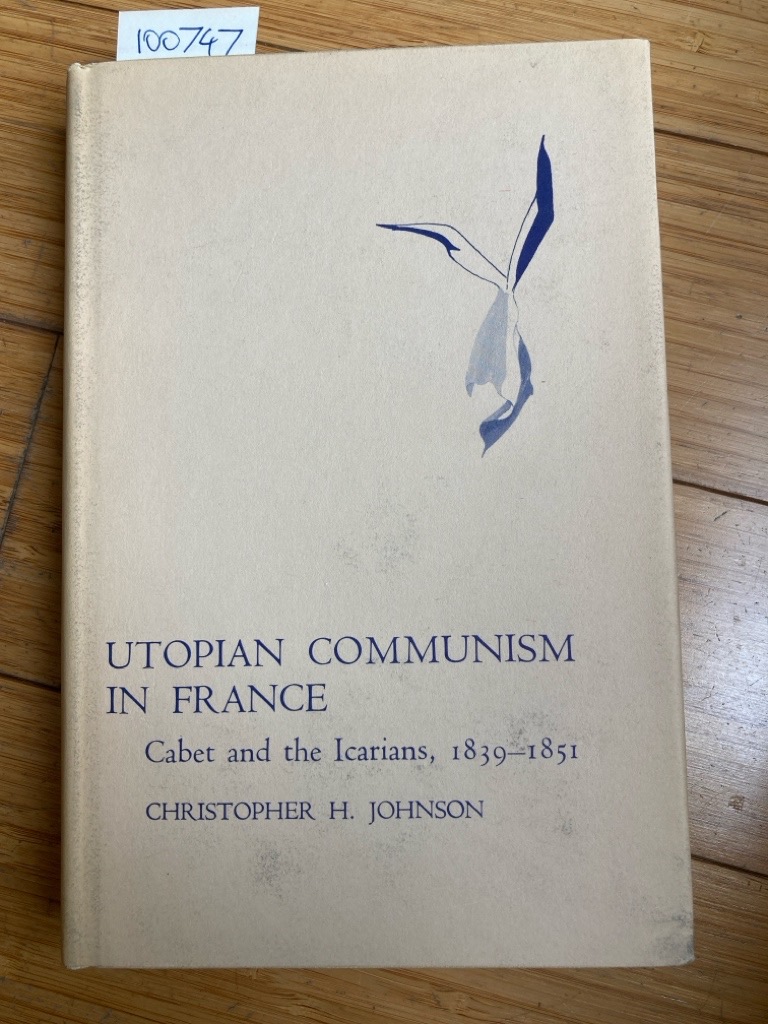 100747
UTOPIAN COMMUNISM
IN FRANCE
Cabet and the Icarians, 1839–1851
CHRISTOPHER H. JOHNSON